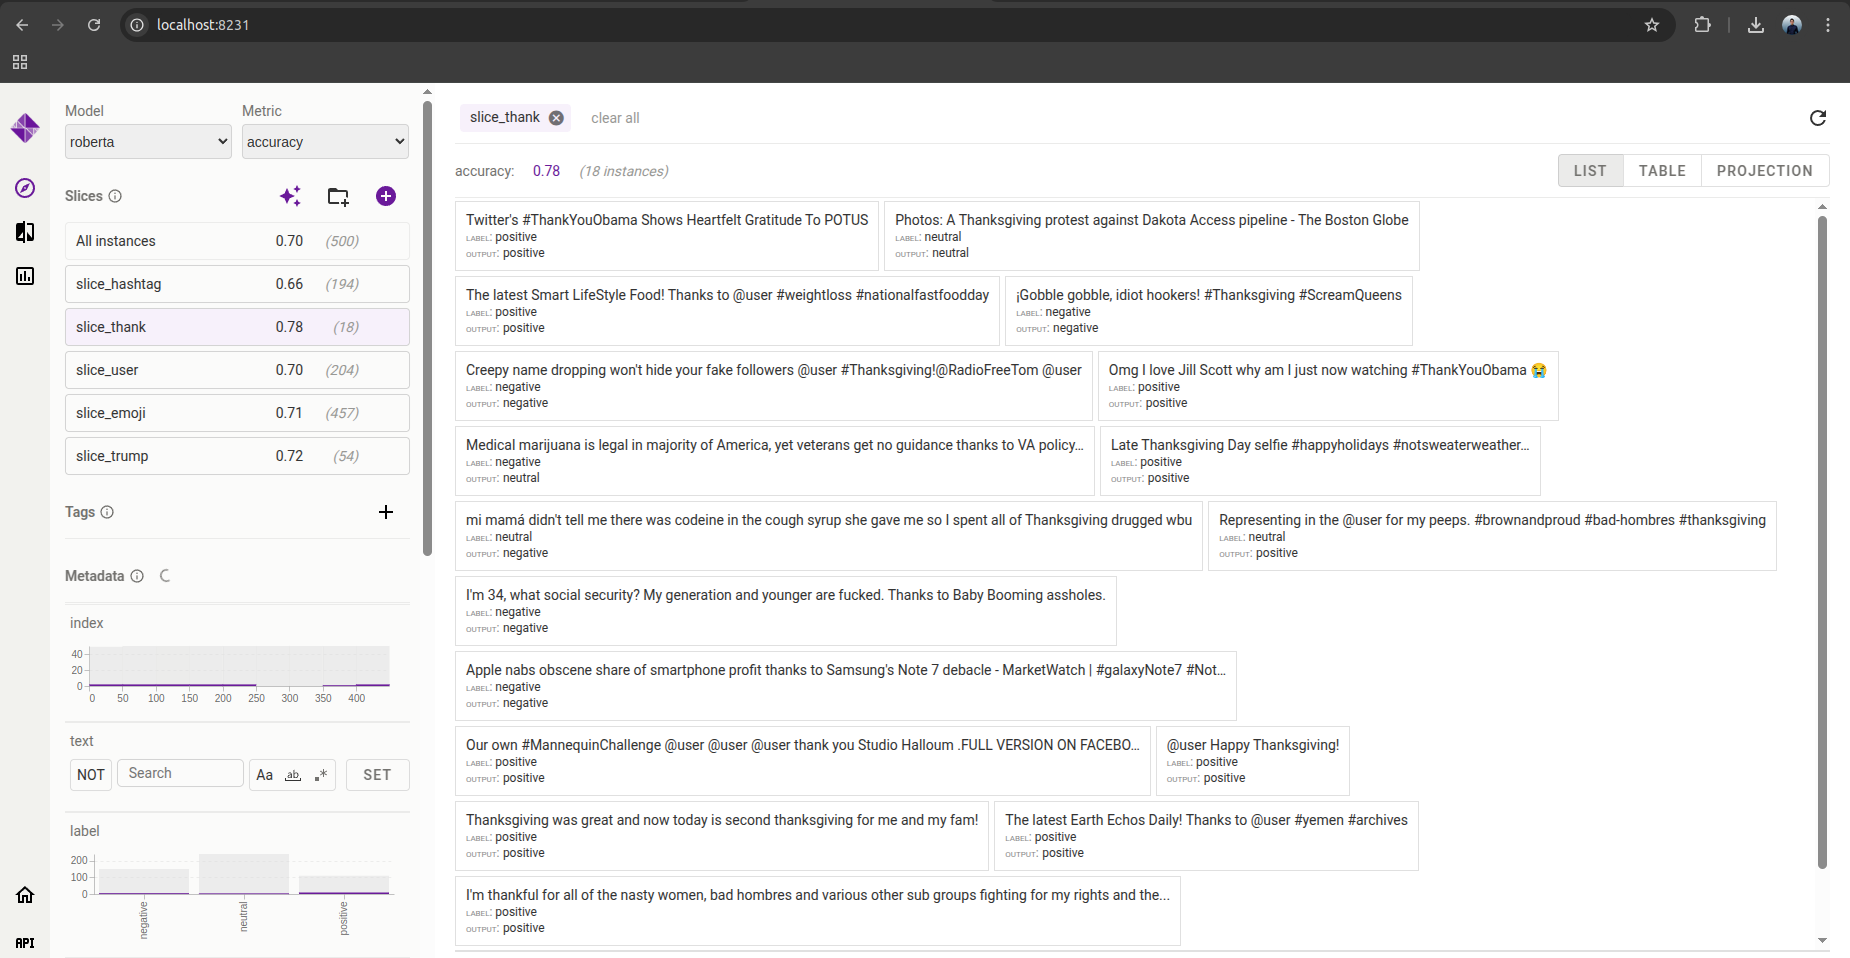 localhost:8231
Model
Metric
roberta
accuracy
Slices
All instances 0.70 (500)
slice_hashtag 0.66 (194)
slice_thank 0.78 (18)
slice_user 0.70 (204)
slice_emoji 0.71 (457)
slice_trump 0.72 (54)
Tags
Metadata
index
40
20
0
0 50 100 150 200 250 300 350 400
text
NOT Search Aa ab .* SET
label
200
100
0
negative neutral positive
API
slice_thank clear all
accuracy: 0.78 (18 instances)
LIST TABLE PROJECTION
Twitter's #ThankYouObama Shows Heartfelt Gratitude To POTUS
LABEL: positive
OUTPUT: positive
Photos: A Thanksgiving protest against Dakota Access pipeline - The Boston Globe
LABEL: neutral
OUTPUT: neutral
The latest Smart LifeStyle Food! Thanks to @user #weightloss #nationalfastfoodday
LABEL: positive
OUTPUT: positive
¡Gobble gobble, idiot hookers! #Thanksgiving #ScreamQueens
LABEL: negative
OUTPUT: negative
Creepy name dropping won't hide your fake followers @user #Thanksgiving!@RadioFreeTom @user
LABEL: negative
OUTPUT: negative
Omg I love Jill Scott why am I just now watching #ThankYouObama 😭
LABEL: positive
OUTPUT: positive
Medical marijuana is legal in majority of America, yet veterans get no guidance thanks to VA policy...
LABEL: negative
OUTPUT: neutral
Late Thanksgiving Day selfie #happyholidays #notsweaterweather...
LABEL: positive
OUTPUT: positive
mi mamá didn't tell me there was codeine in the cough syrup she gave me so I spent all of Thanksgiving drugged wbu
LABEL: neutral
OUTPUT: negative
Representing in the @user for my peeps. #brownandproud #bad-hombres #thanksgiving
LABEL: neutral
OUTPUT: positive
I'm 34, what social security? My generation and younger are fucked. Thanks to Baby Booming assholes.
LABEL: negative
OUTPUT: negative
Apple nabs obscene share of smartphone profit thanks to Samsung's Note 7 debacle - MarketWatch | #galaxyNote7 #Not...
LABEL: negative
OUTPUT: negative
Our own #MannequinChallenge @user @user @user thank you Studio Halloum .FULL VERSION ON FACEBO...
LABEL: positive
OUTPUT: positive
@user Happy Thanksgiving!
LABEL: positive
OUTPUT: positive
Thanksgiving was great and now today is second thanksgiving for me and my fam!
LABEL: positive
OUTPUT: positive
The latest Earth Echos Daily! Thanks to @user #yemen #archives
LABEL: positive
OUTPUT: positive
I'm thankful for all of the nasty women, bad hombres and various other sub groups fighting for my rights and the...
LABEL: positive
OUTPUT: positive